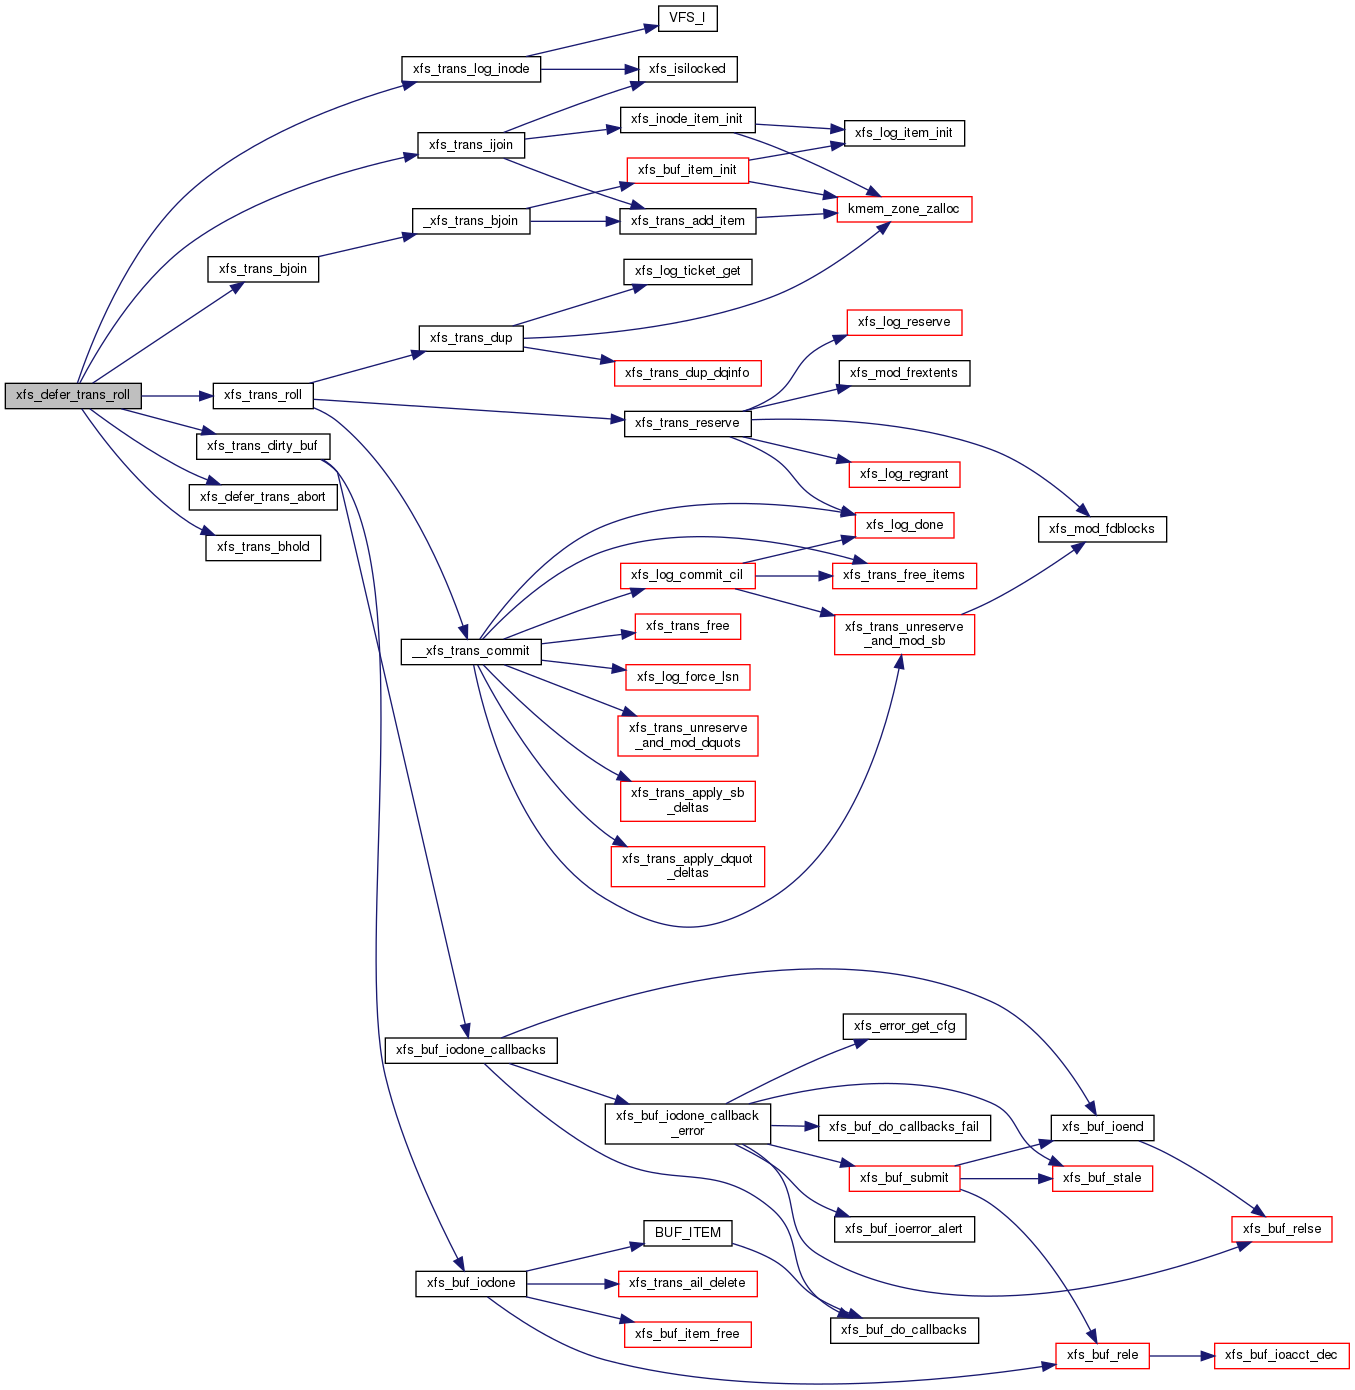 VFS_I
xfs_trans_log_inode
xfs_isilocked
xfs_inode_item_init
xfs_log_item_init
xfs_trans_ijoin
xfs_buf_item_init
kmem_zone_zalloc
_xfs_trans_bjoin
xfs_trans_add_item
xfs_trans_bjoin
xfs_log_ticket_get
xfs_log_reserve
xfs_trans_dup
xfs_trans_dup_dqinfo
xfs_mod_frextents
xfs_defer_trans_roll
xfs_trans_roll
xfs_trans_reserve
xfs_trans_dirty_buf
xfs_log_regrant
xfs_defer_trans_abort
xfs_log_done
xfs_mod_fdblocks
xfs_trans_bhold
xfs_log_commit_cil
xfs_trans_free_items
xfs_trans_free
xfs_trans_unreserve
_and_mod_sb
__xfs_trans_commit
xfs_log_force_lsn
xfs_trans_unreserve
_and_mod_dquots
xfs_trans_apply_sb
_deltas
xfs_trans_apply_dquot
_deltas
xfs_error_get_cfg
xfs_buf_iodone_callbacks
xfs_buf_iodone_callback
_error
xfs_buf_do_callbacks_fail
xfs_buf_ioend
xfs_buf_submit
xfs_buf_stale
xfs_buf_ioerror_alert
xfs_buf_relse
BUF_ITEM
xfs_buf_iodone
xfs_trans_ail_delete
xfs_buf_item_free
xfs_buf_do_callbacks
xfs_buf_rele
xfs_buf_ioacct_dec